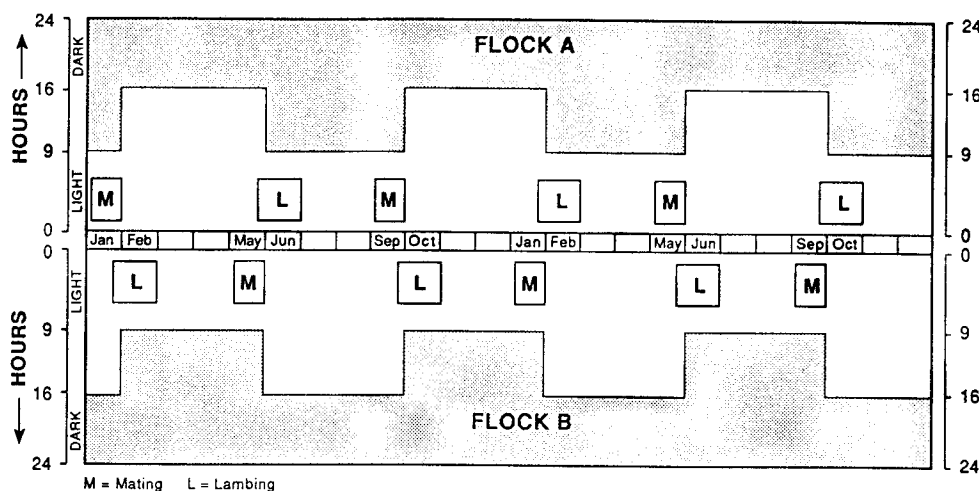 24 24
DARK
FLOCK A
16 16
HOURS
9 9
LIGHT
M L M L M L
0 0
Jan Feb May Jun Sep Oct Jan Feb May Jun Sep Oct
0 0
LIGHT
L M L M L M
9 9
HOURS
16 16
DARK
FLOCK B
24 24
M = Mating L = Lambing